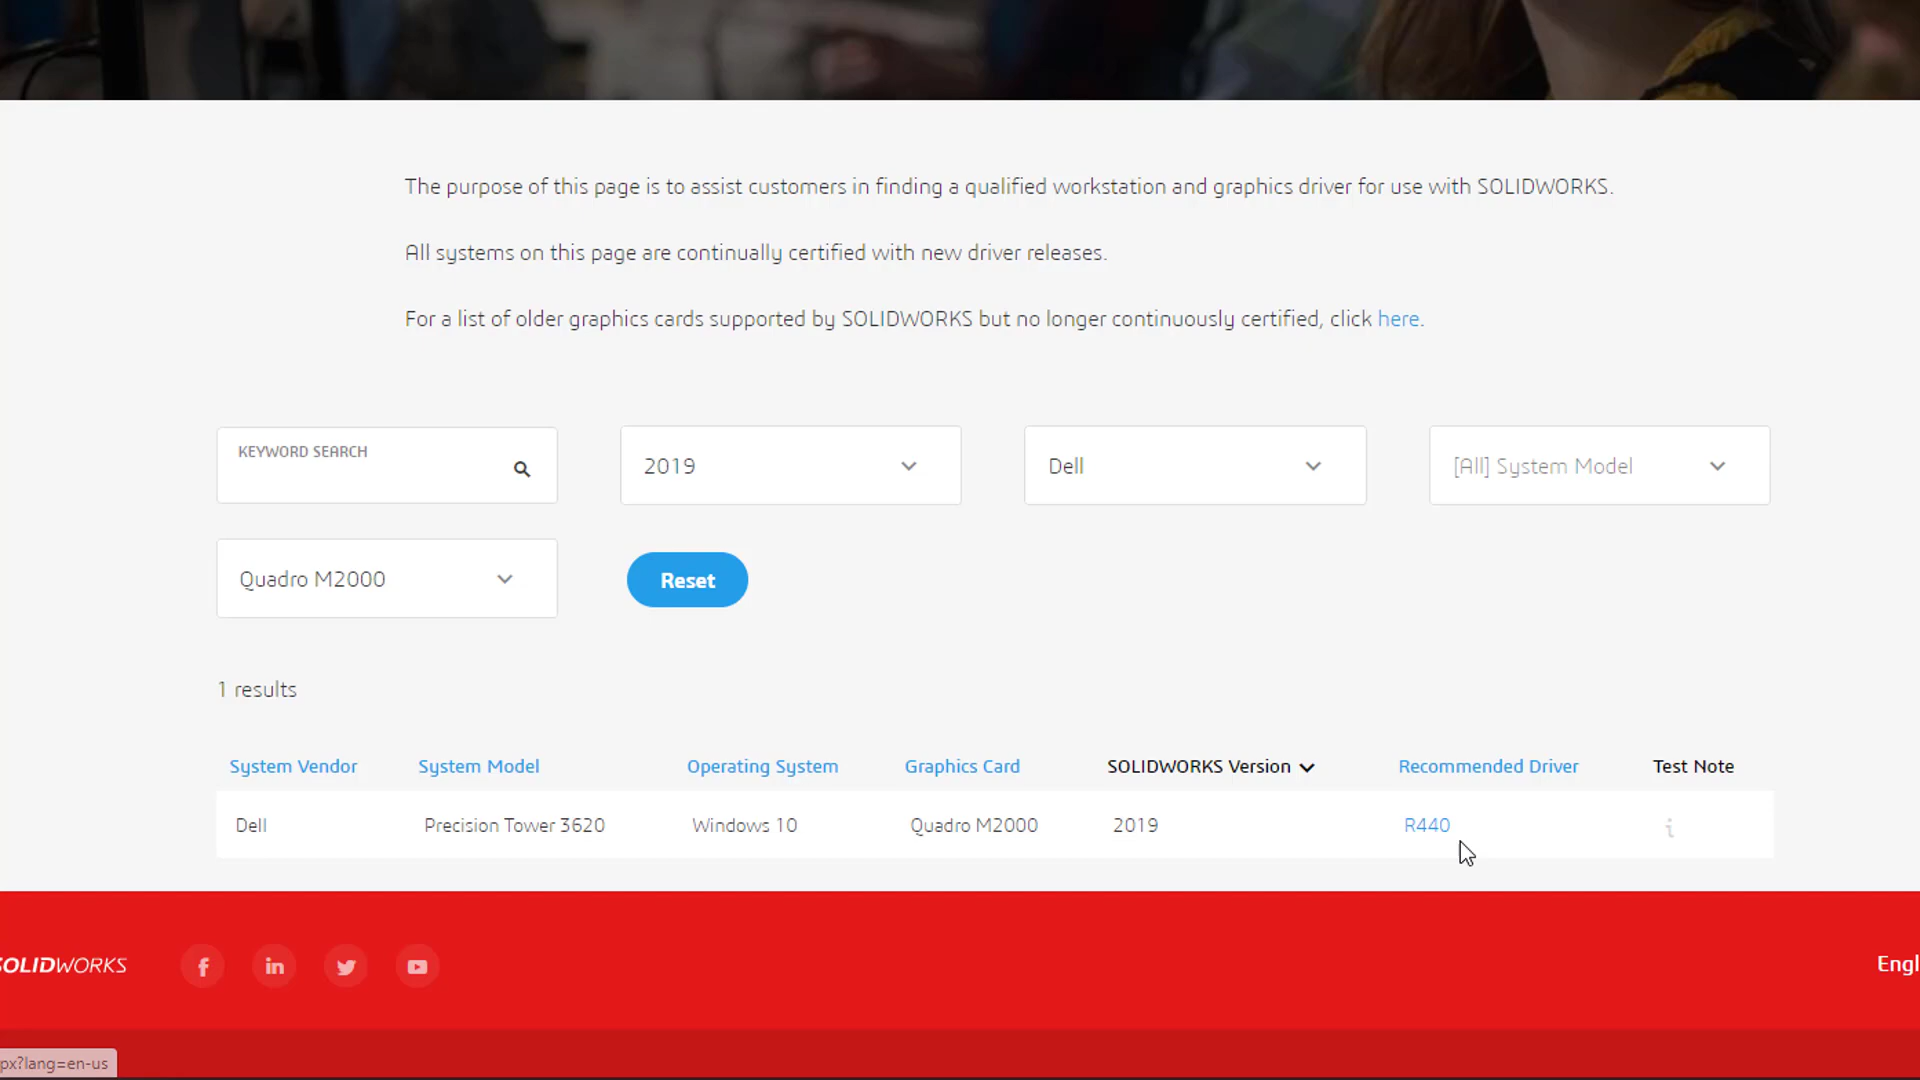 The purpose of this page is to assist customers in finding a qualified workstation and graphics driver for use with SOLIDWORKS.
All systems on this page are continually certified with new driver releases.
For a list of older graphics cards supported by SOLIDWORKS but no longer continuously certified, click here.
KEYWORD SEARCH
2019
Dell
[All] System Model
Quadro M2000
Reset
1 results
System Vendor System Model Operating System Graphics Card SOLIDWORKS Version Recommended Driver Test Note
Dell Precision Tower 3620 Windows 10 Quadro M2000 2019 R440 i
SOLIDWORKS
Engl
px?lang=en-us